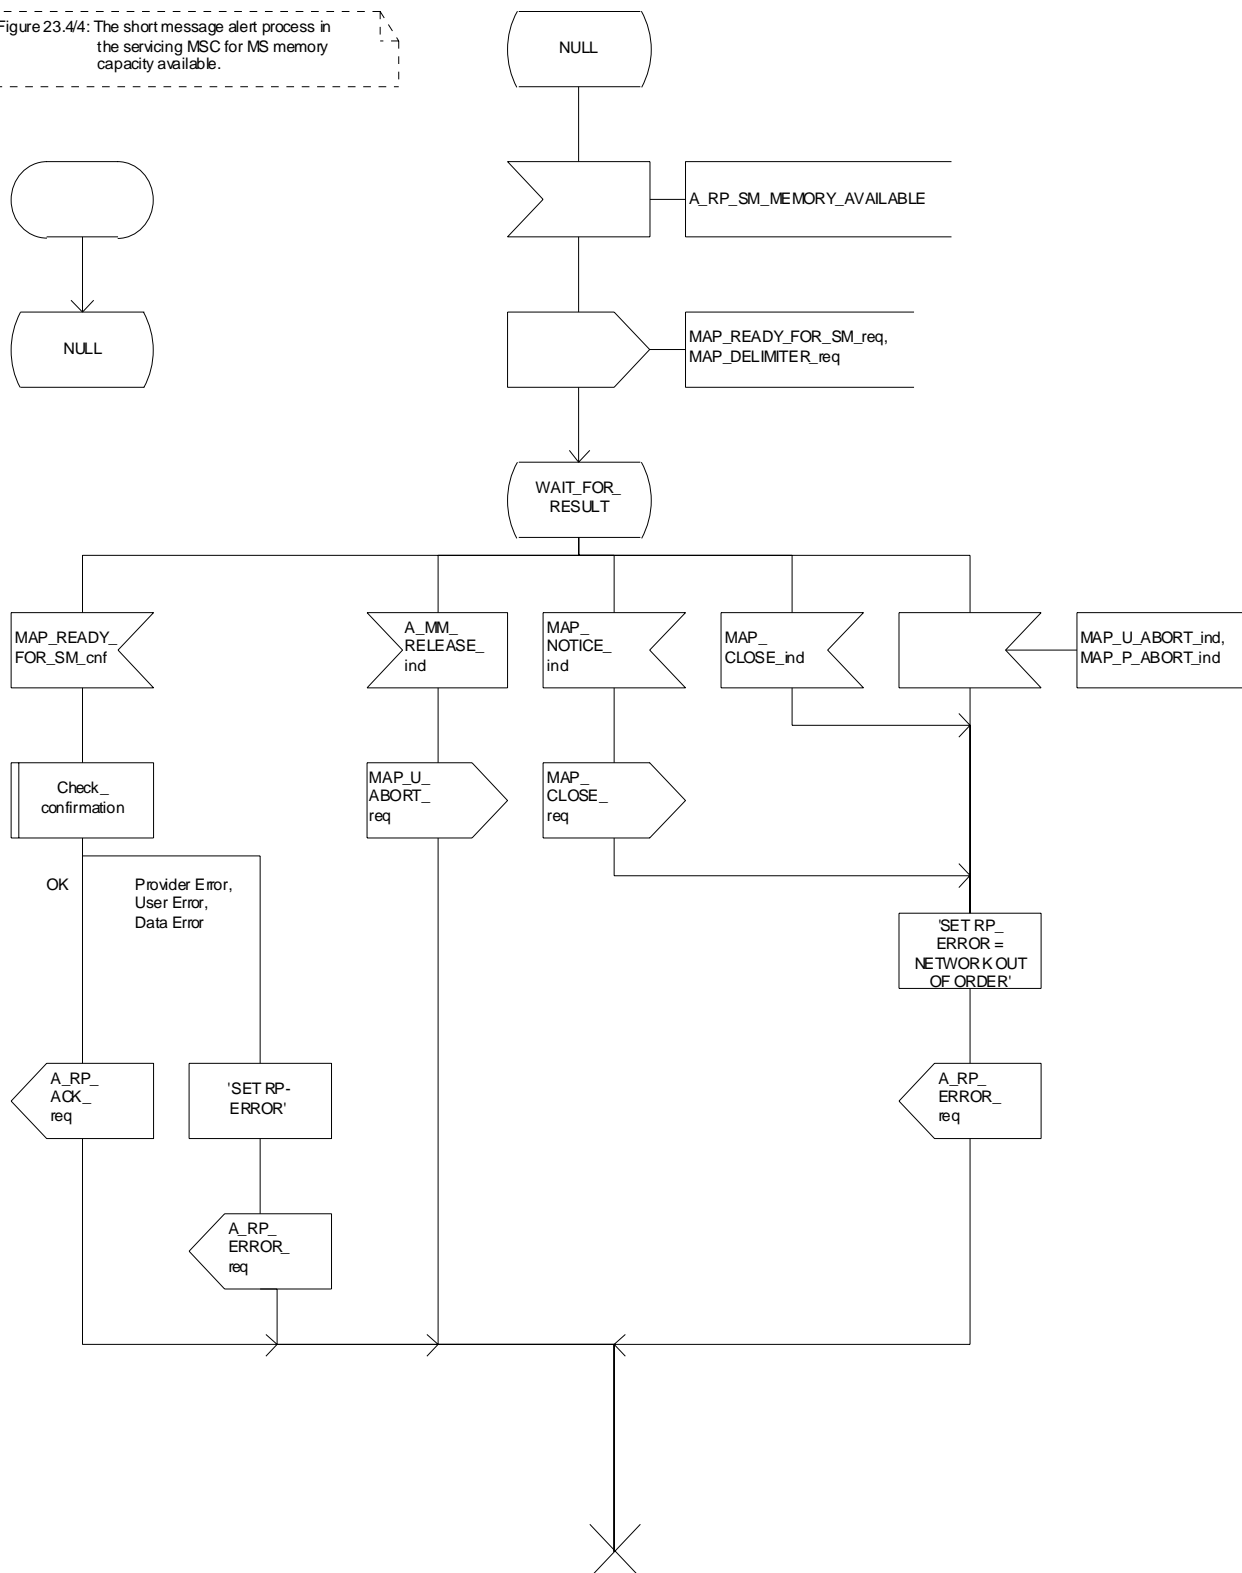 Figure 23.4/4: The short message alert process in
the servicing MSC for MS memory
capacity available.
NULL
A_RP_SM_MEMORY_AVAILABLE
NULL
MAP_READY_FOR_SM_req,
MAP_DELIMITER_req
WAIT_FOR_
RESULT
MAP_READY_
FOR_SM_cnf
A_MM_
RELEASE_
ind
MAP_
NOTICE_
ind
MAP_
CLOSE_ind
MAP_U_ABORT_ind,
MAP_P_ABORT_ind
Check_
confirmation
MAP_U_
ABORT_
req
MAP_
CLOSE_
req
OK
Provider Error,
User Error,
Data Error
'SET RP_
ERROR =
NETWORK OUT
OF ORDER'
A_RP_
ACK_
req
'SET RP-
ERROR'
A_RP_
ERROR_
req
A_RP_
ERROR_
req